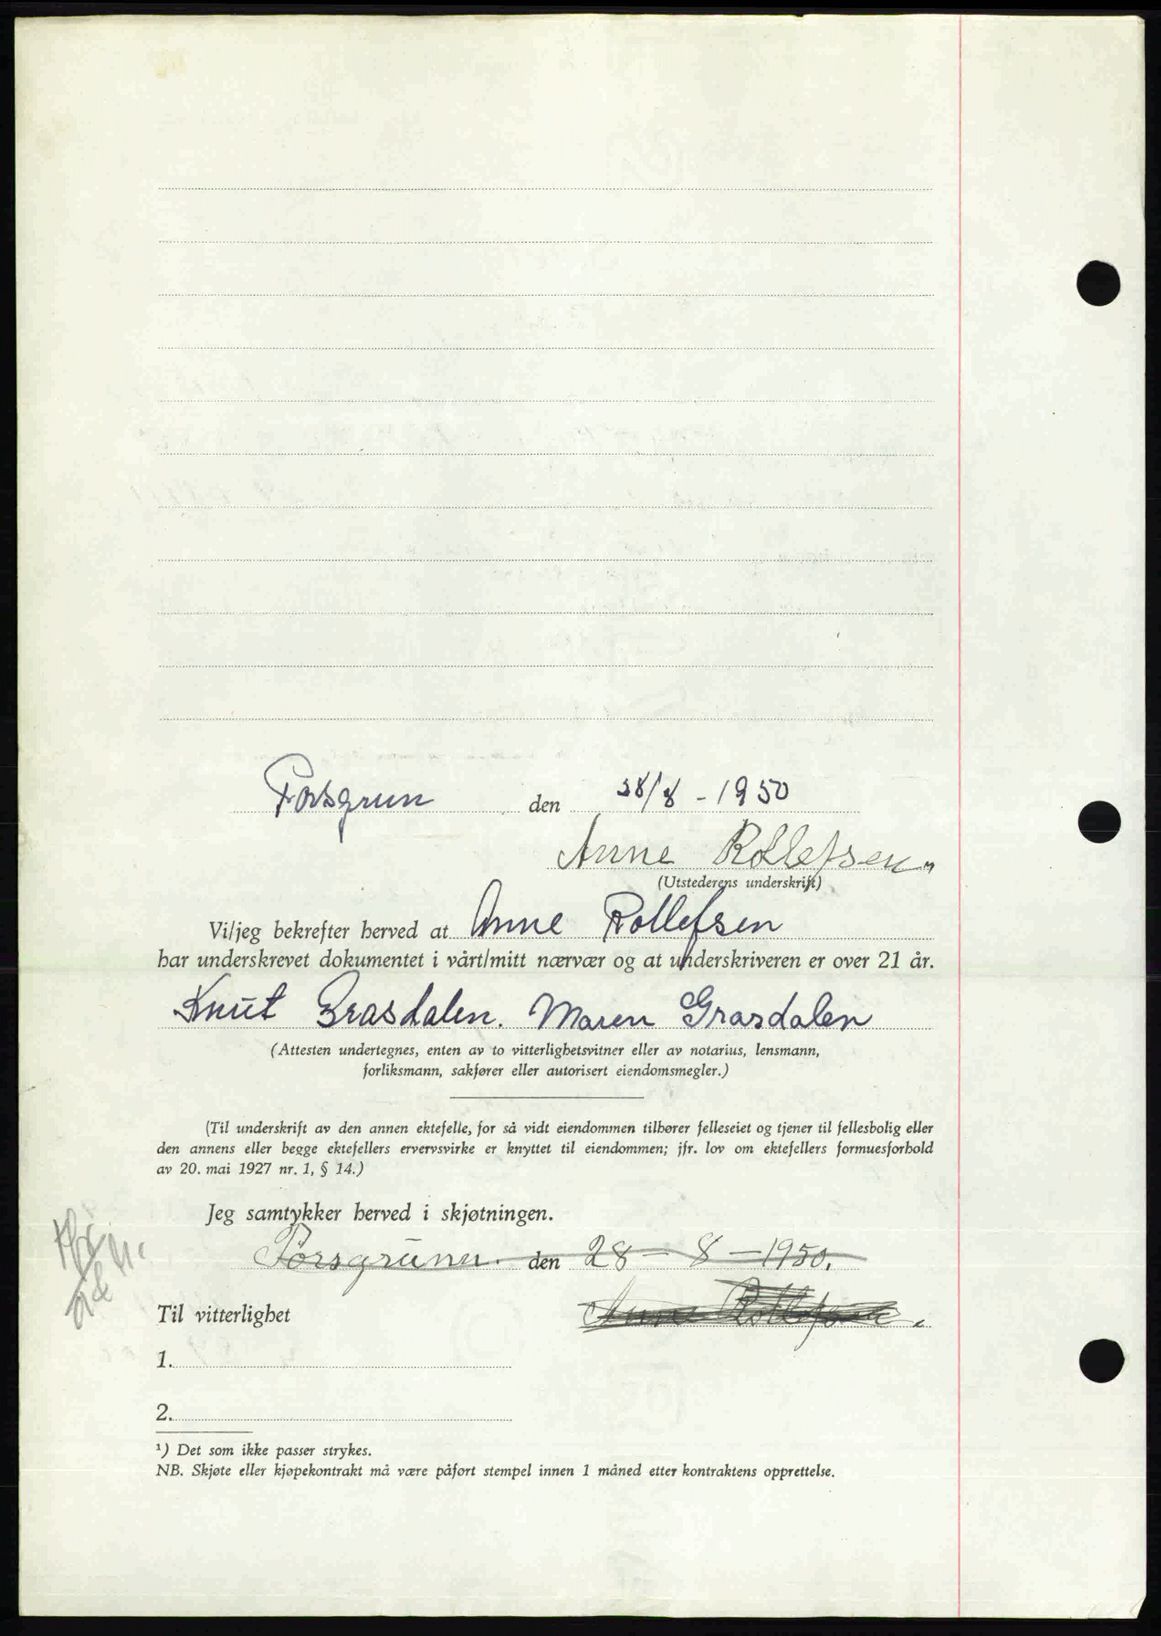 Porsgrunn den 28/8 - 1950
Anne Rollefsen
(Utstederens underskrift)
Vi/jeg bekrefter herved at Anne Rollefsen
har underskrevet dokumentet i vårt/mitt nærvær og at underskriveren er over 21 år.
Knut Grasdalen. Maren Grasdalen
(Attesten undertegnes, enten av to vitterlighetsvitner eller av notarius, lensmann,
forliksmann, sakfører eller autorisert eiendomsmegler.)
(Til underskrift av den annen ektefelle, for så vidt eiendommen tilhører felleseiet og tjener til fellesbolig eller
den annens eller begge ektefellers ervervsvirke er knyttet til eiendommen; jfr. lov om ektefellers formuesforhold
av 20. mai 1927 nr. 1, § 14.)
Jeg samtykker herved i skjøtningen.
Porsgrunn. den 28 - 8 - 1950.
Til vitterlighet Anne Rollefsen.
1.
2.
¹) Det som ikke passer strykes.
NB. Skjøte eller kjøpekontrakt må være påført stempel innen 1 måned etter kontraktens opprettelse.